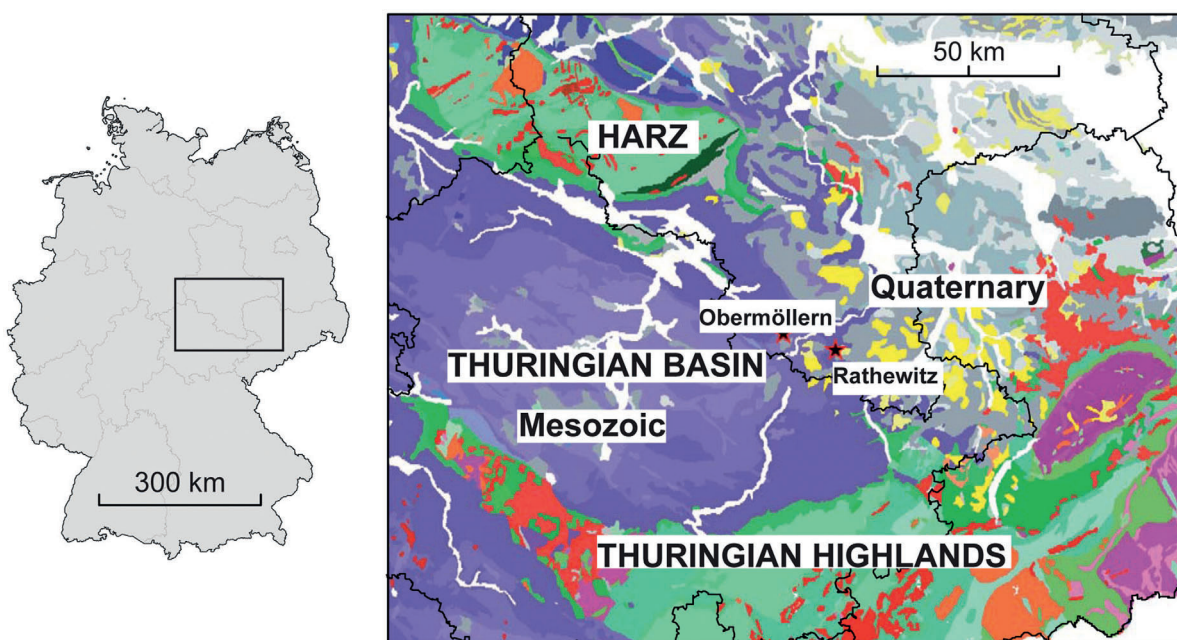 300 km
50 km
HARZ
Quaternary
Obermöllern
THURINGIAN BASIN
Rathewitz
Mesozoic
THURINGIAN HIGHLANDS